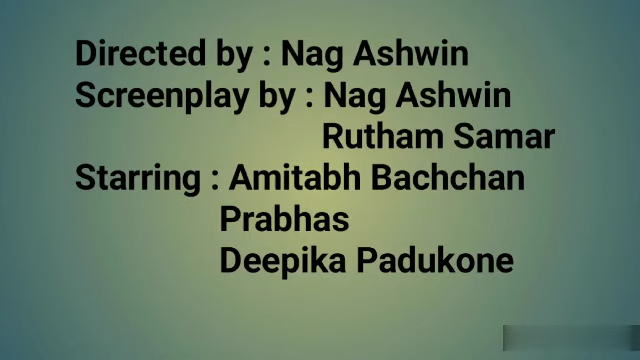 Directed by : Nag Ashwin
Screenplay by : Nag Ashwin
Rutham Samar
Starring : Amitabh Bachchan
Prabhas
Deepika Padukone